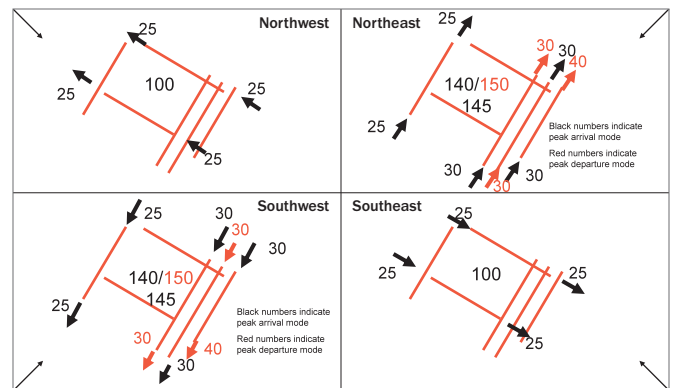 Northwest
25
25
100
25
25
Northeast
25
30
30
40
140/150
145
25
Black numbers indicate
peak arrival mode
Red numbers indicate
peak departure mode
30
30
30
Southwest
25
30
30
30
140/150
145
25
Black numbers indicate
peak arrival mode
Red numbers indicate
peak departure mode
30
40
30
Southeast
25
25
100
25
25